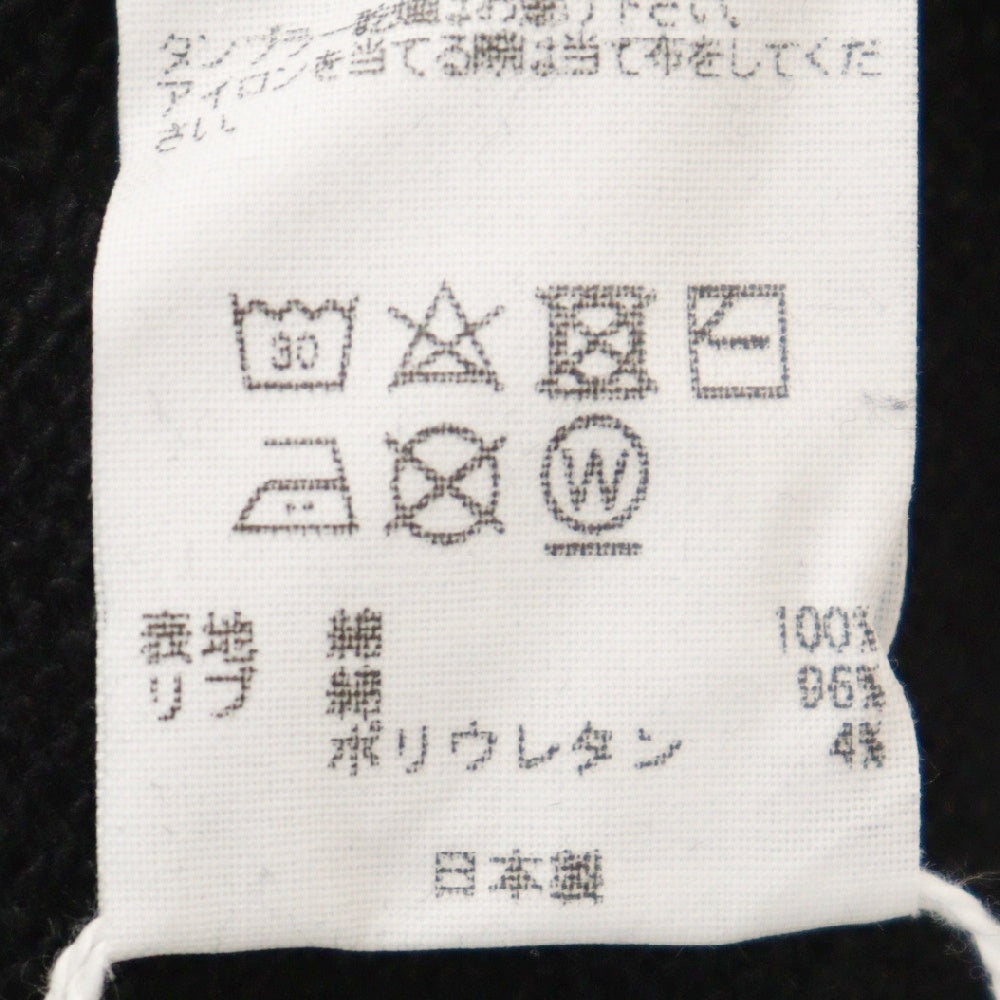 タンブラー乾燥はお避け下さい。
アイロンを当てる際は当て布をしてくだ
さい。
30
W
表地 綿 100%
リブ 綿 96%
ポリウレタン 4%
日本製